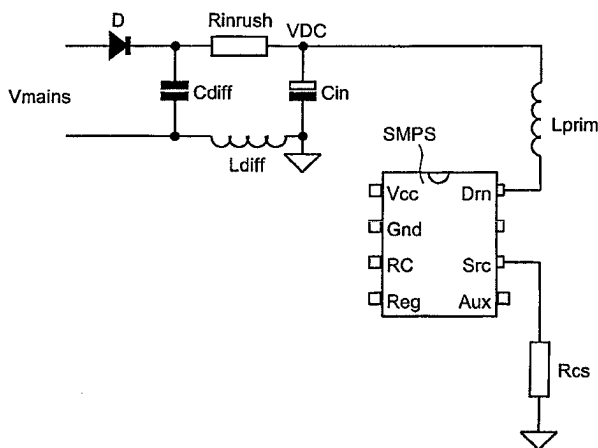 D
Rinrush
VDC
Vmains
Cdiff
Cin
Lprim
Ldiff
SMPS
Vcc
Drn
Gnd
RC
Src
Reg
Aux
Rcs